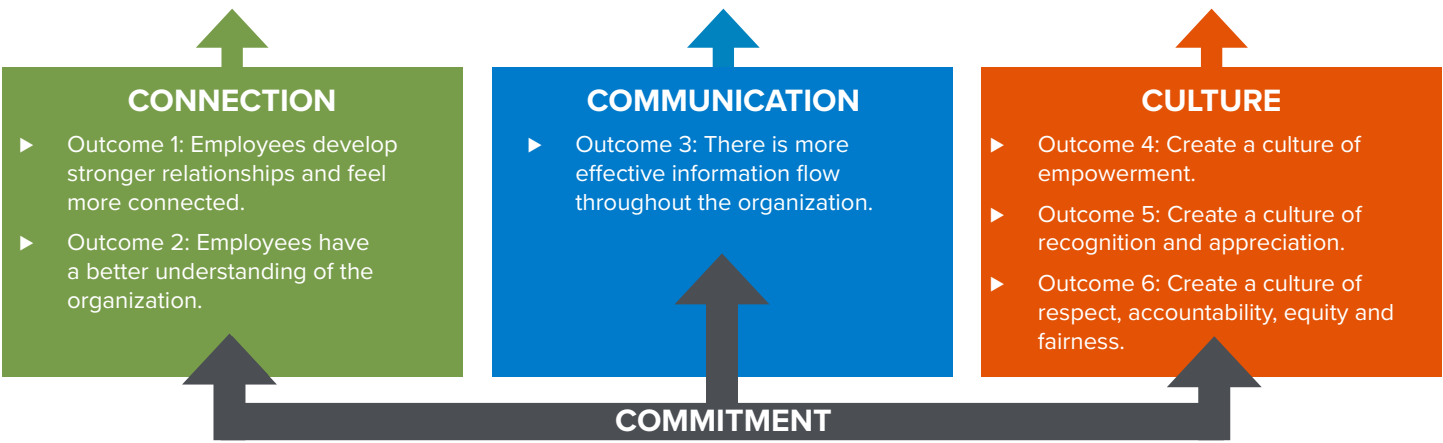 CONNECTION
Outcome 1: Employees develop
stronger relationships and feel
more connected.
Outcome 2: Employees have
a better understanding of the
organization.
COMMUNICATION
Outcome 3: There is more
effective information flow
throughout the organization.
CULTURE
Outcome 4: Create a culture of
empowerment.
Outcome 5: Create a culture of
recognition and appreciation.
Outcome 6: Create a culture of
respect, accountability, equity and
fairness.
COMMITMENT